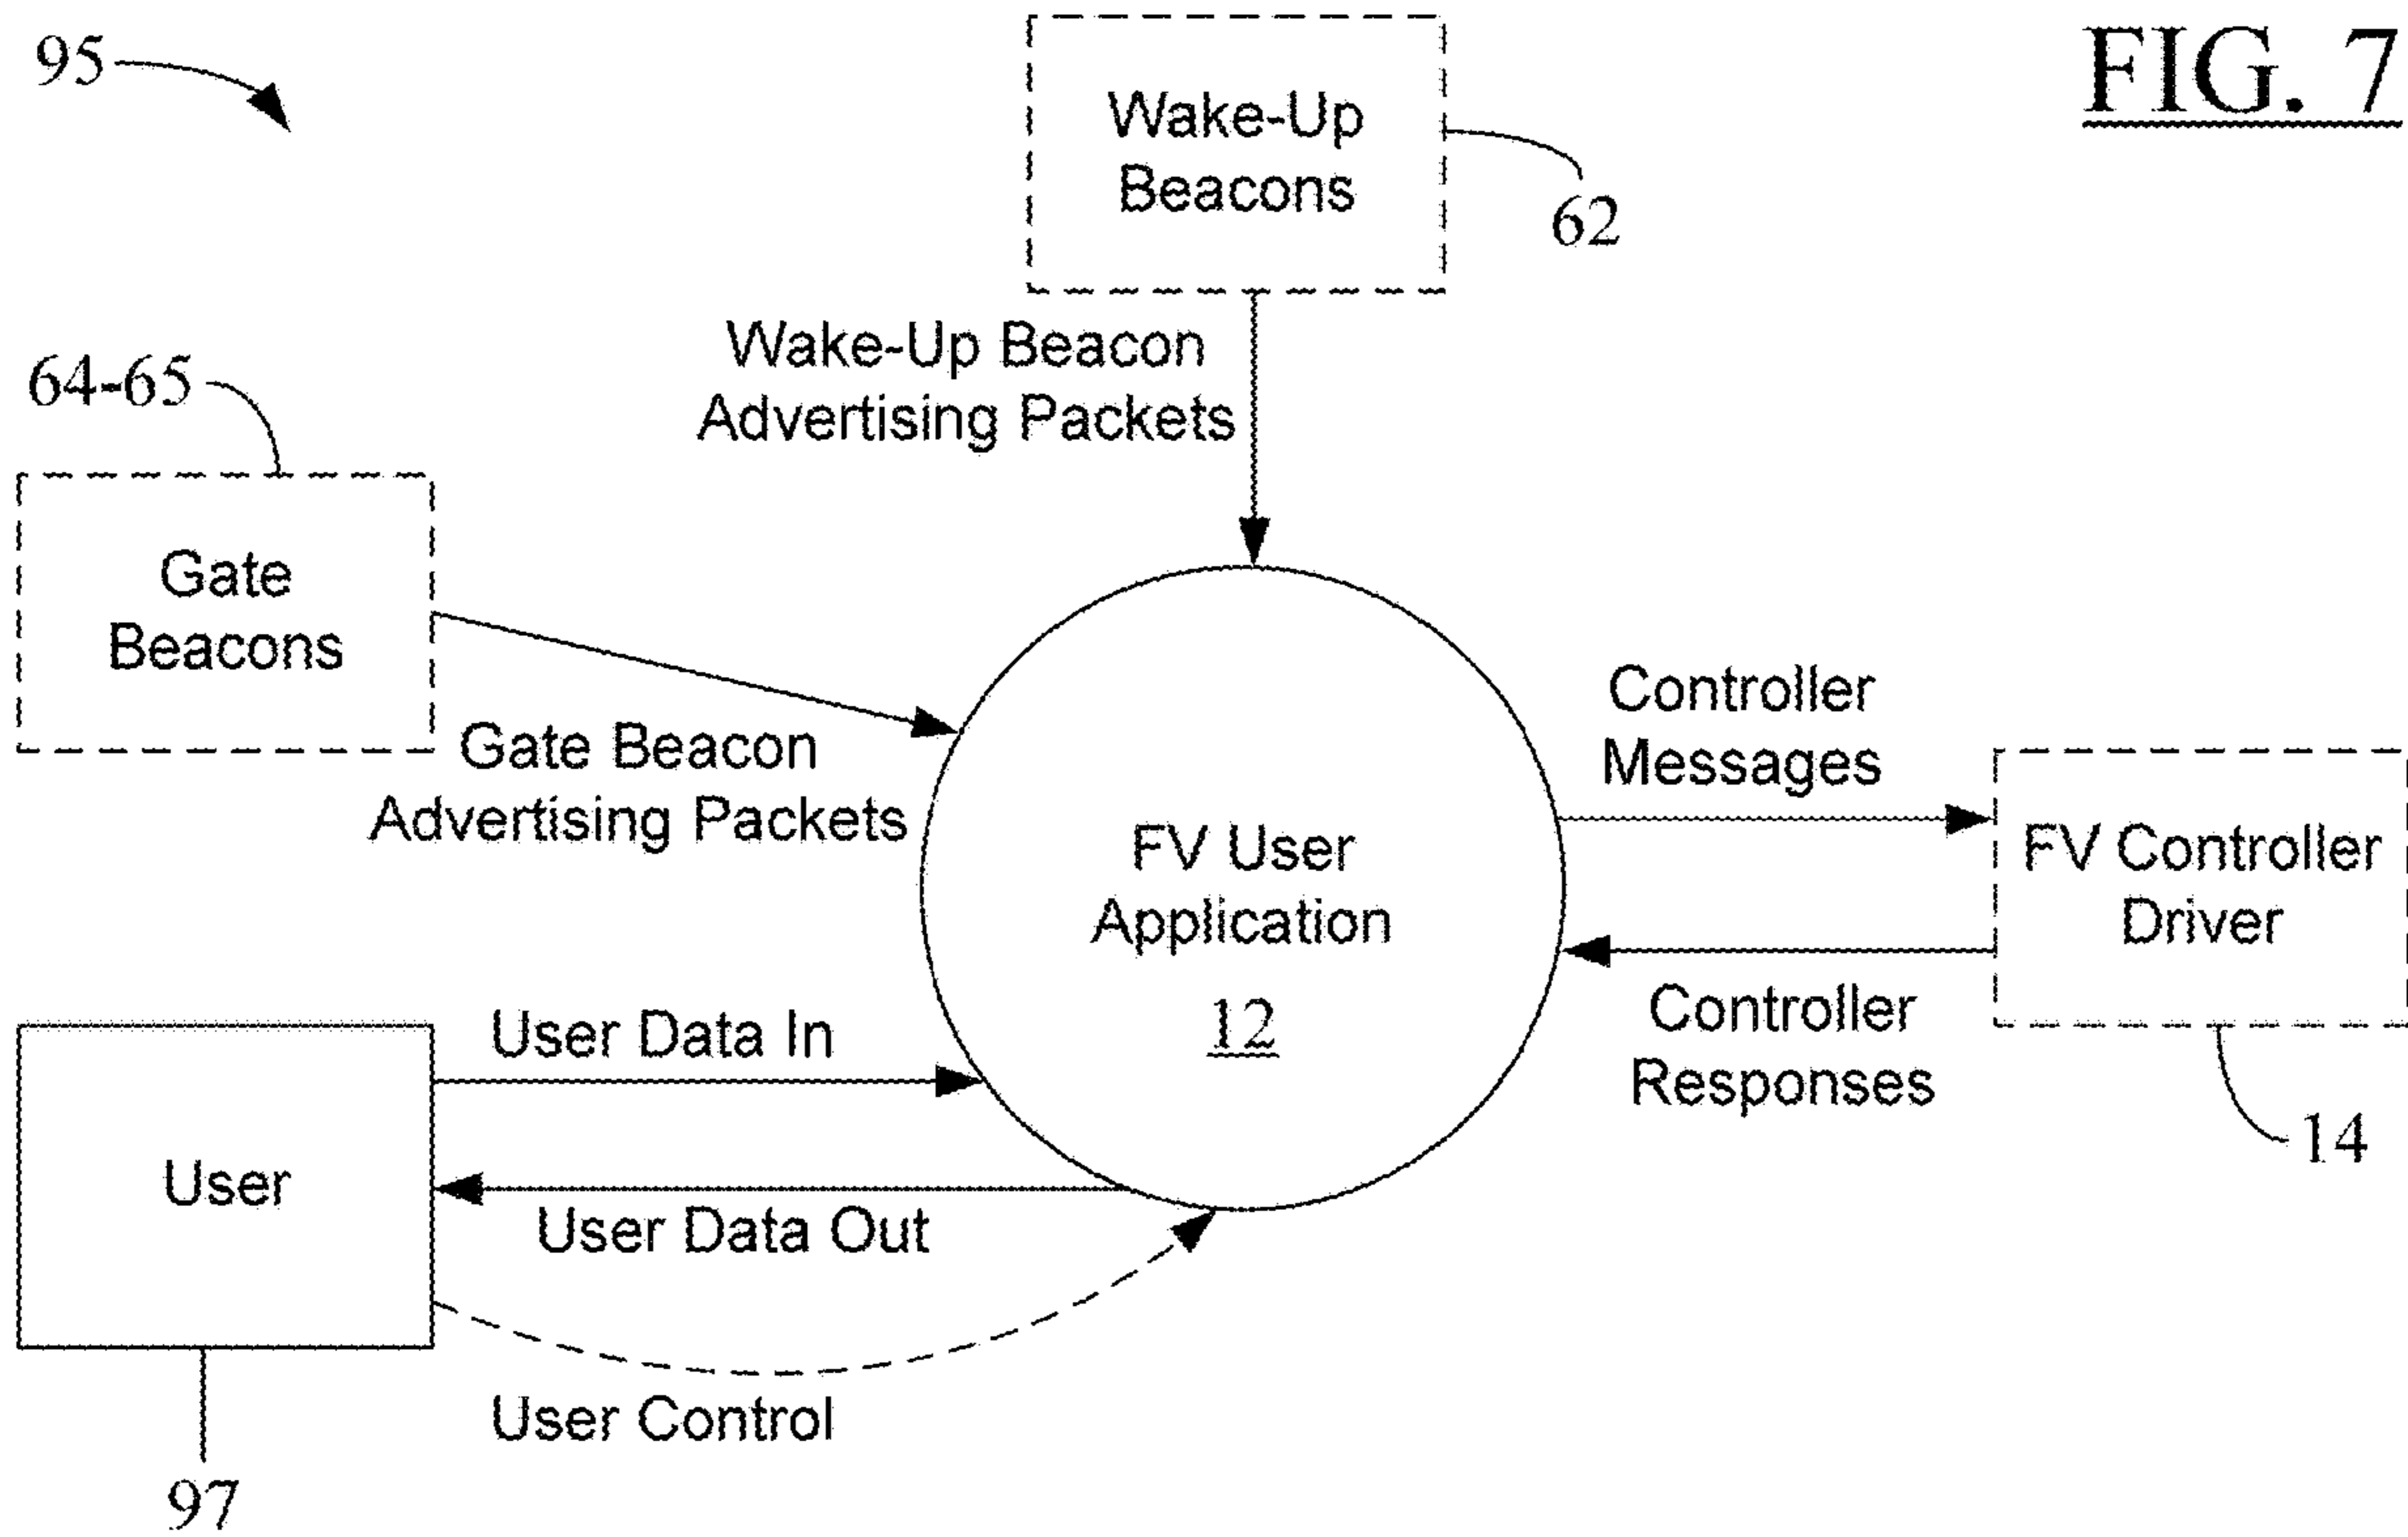 95
FIG. 7
Wake-Up
Beacons
62
Wake-Up Beacon
Advertising Packets
64-65
Gate
Beacons
Gate Beacon
Advertising Packets
Controller
Messages
FV User
Application
12
FV Controller
Driver
Controller
Responses
14
User Data In
User
User Data Out
User Control
97